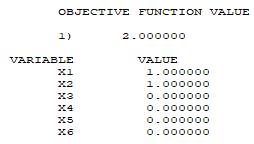 OBJECTIVE FUNCTION VALUE
1) 2.000000
VARIABLE VALUE
X1 1.000000
X2 1.000000
X3 0.000000
X4 0.000000
X5 0.000000
X6 0.000000